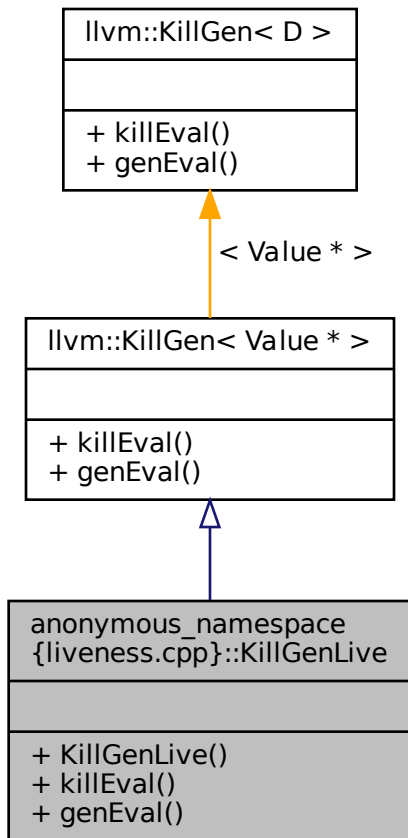 llvm::KillGen< D >
+ killEval()
+ genEval()
< Value * >
llvm::KillGen< Value * >
+ killEval()
+ genEval()
anonymous_namespace
{liveness.cpp}::KillGenLive
+ KillGenLive()
+ killEval()
+ genEval()